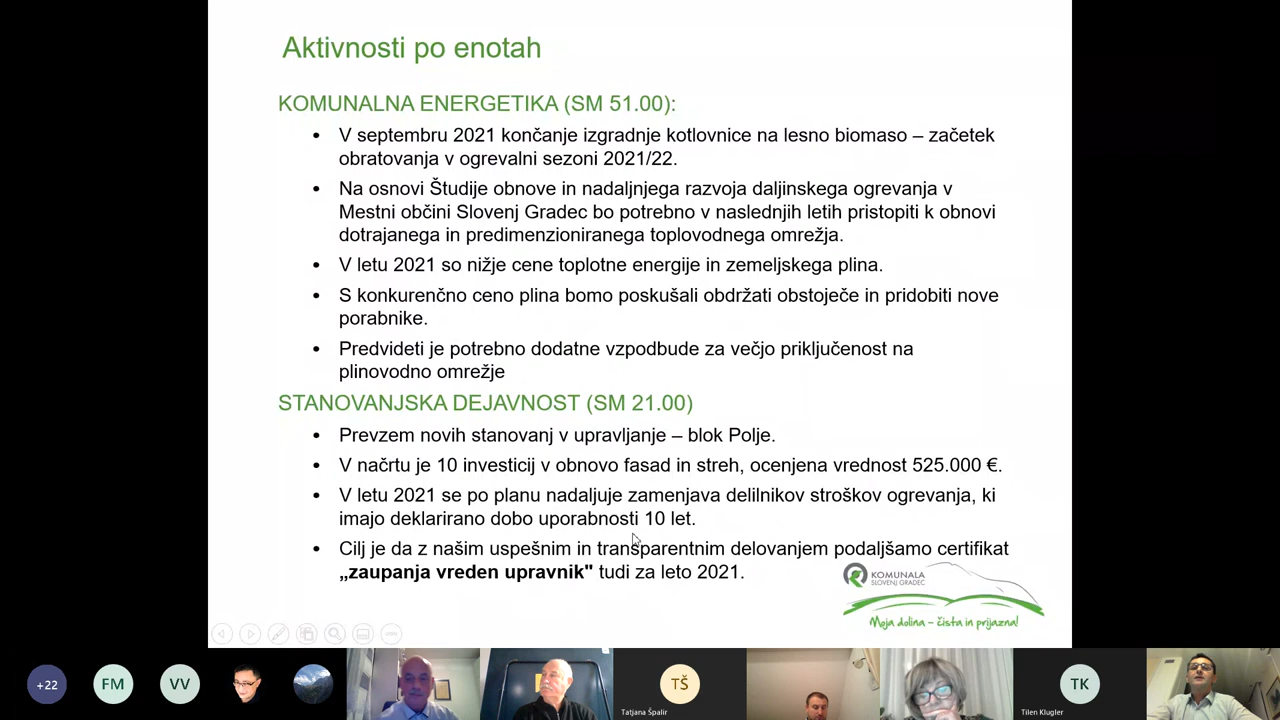 Aktivnosti po enotah
KOMUNALNA ENERGETIKA (SM 51.00):
• V septembru 2021 končanje izgradnje kotlovnice na lesno biomaso – začetek
obratovanja v ogrevalni sezoni 2021/22.
• Na osnovi Študije obnove in nadaljnjega razvoja daljinskega ogrevanja v
Mestni občini Slovenj Gradec bo potrebno v naslednjih letih pristopiti k obnovi
dotrajanega in predimenzioniranega toplovodnega omrežja.
• V letu 2021 so nižje cene toplotne energije in zemeljskega plina.
• S konkurenčno ceno plina bomo poskušali obdržati obstoječe in pridobiti nove
porabnike.
• Predvideti je potrebno dodatne vzpodbude za večjo priključenost na
plinovodno omrežje
STANOVANJSKA DEJAVNOST (SM 21.00)
• Prevzem novih stanovanj v upravljanje – blok Polje.
• V načrtu je 10 investicij v obnovo fasad in streh, ocenjena vrednost 525.000 €.
• V letu 2021 se po planu nadaljuje zamenjava delilnikov stroškov ogrevanja, ki
imajo deklarirano dobo uporabnosti 10 let.
• Cilj je da z našim uspešnim in transparentnim delovanjem podaljšamo certifikat
„zaupanja vreden upravnik" tudi za leto 2021.
KOMUNALA
SLOVENJ GRADEC
Moja dolina – čista in prijazna!
+22
FM
VV
TŠ
Tatjana Špalir
TK
Tilen Klugler